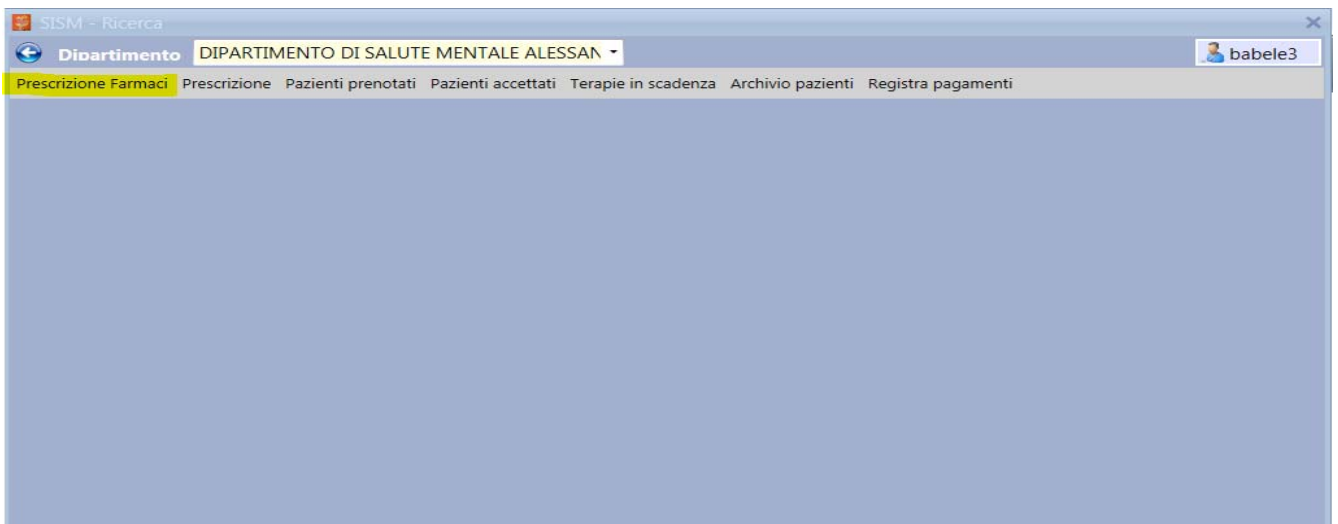 SISM - Ricerca
Dipartimento DIPARTIMENTO DI SALUTE MENTALE ALESSAN babele3
Prescrizione Farmaci Prescrizione Pazienti prenotati Pazienti accettati Terapie in scadenza Archivio pazienti Registra pagamenti